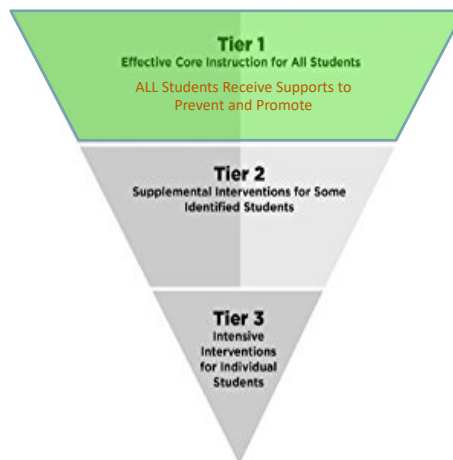 Tier 1
Effective Core Instruction for All Students
ALL Students Receive Supports to
Prevent and Promote
Tier 2
Supplemental Interventions for Some
Identified Students
Tier 3
Intensive
Interventions
for Individual
Students